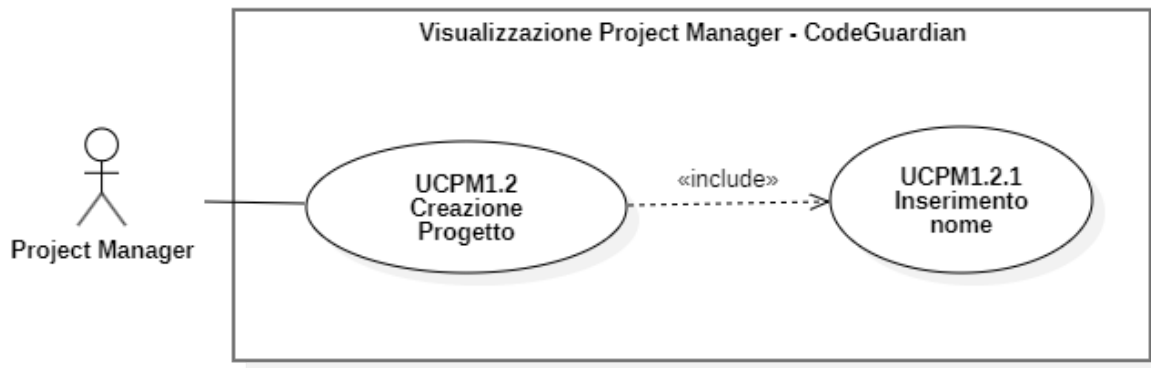 Visualizzazione Project Manager - CodeGuardian
Project Manager
UCPM1.2
Creazione
Progetto
«include»
UCPM1.2.1
Inserimento
nome